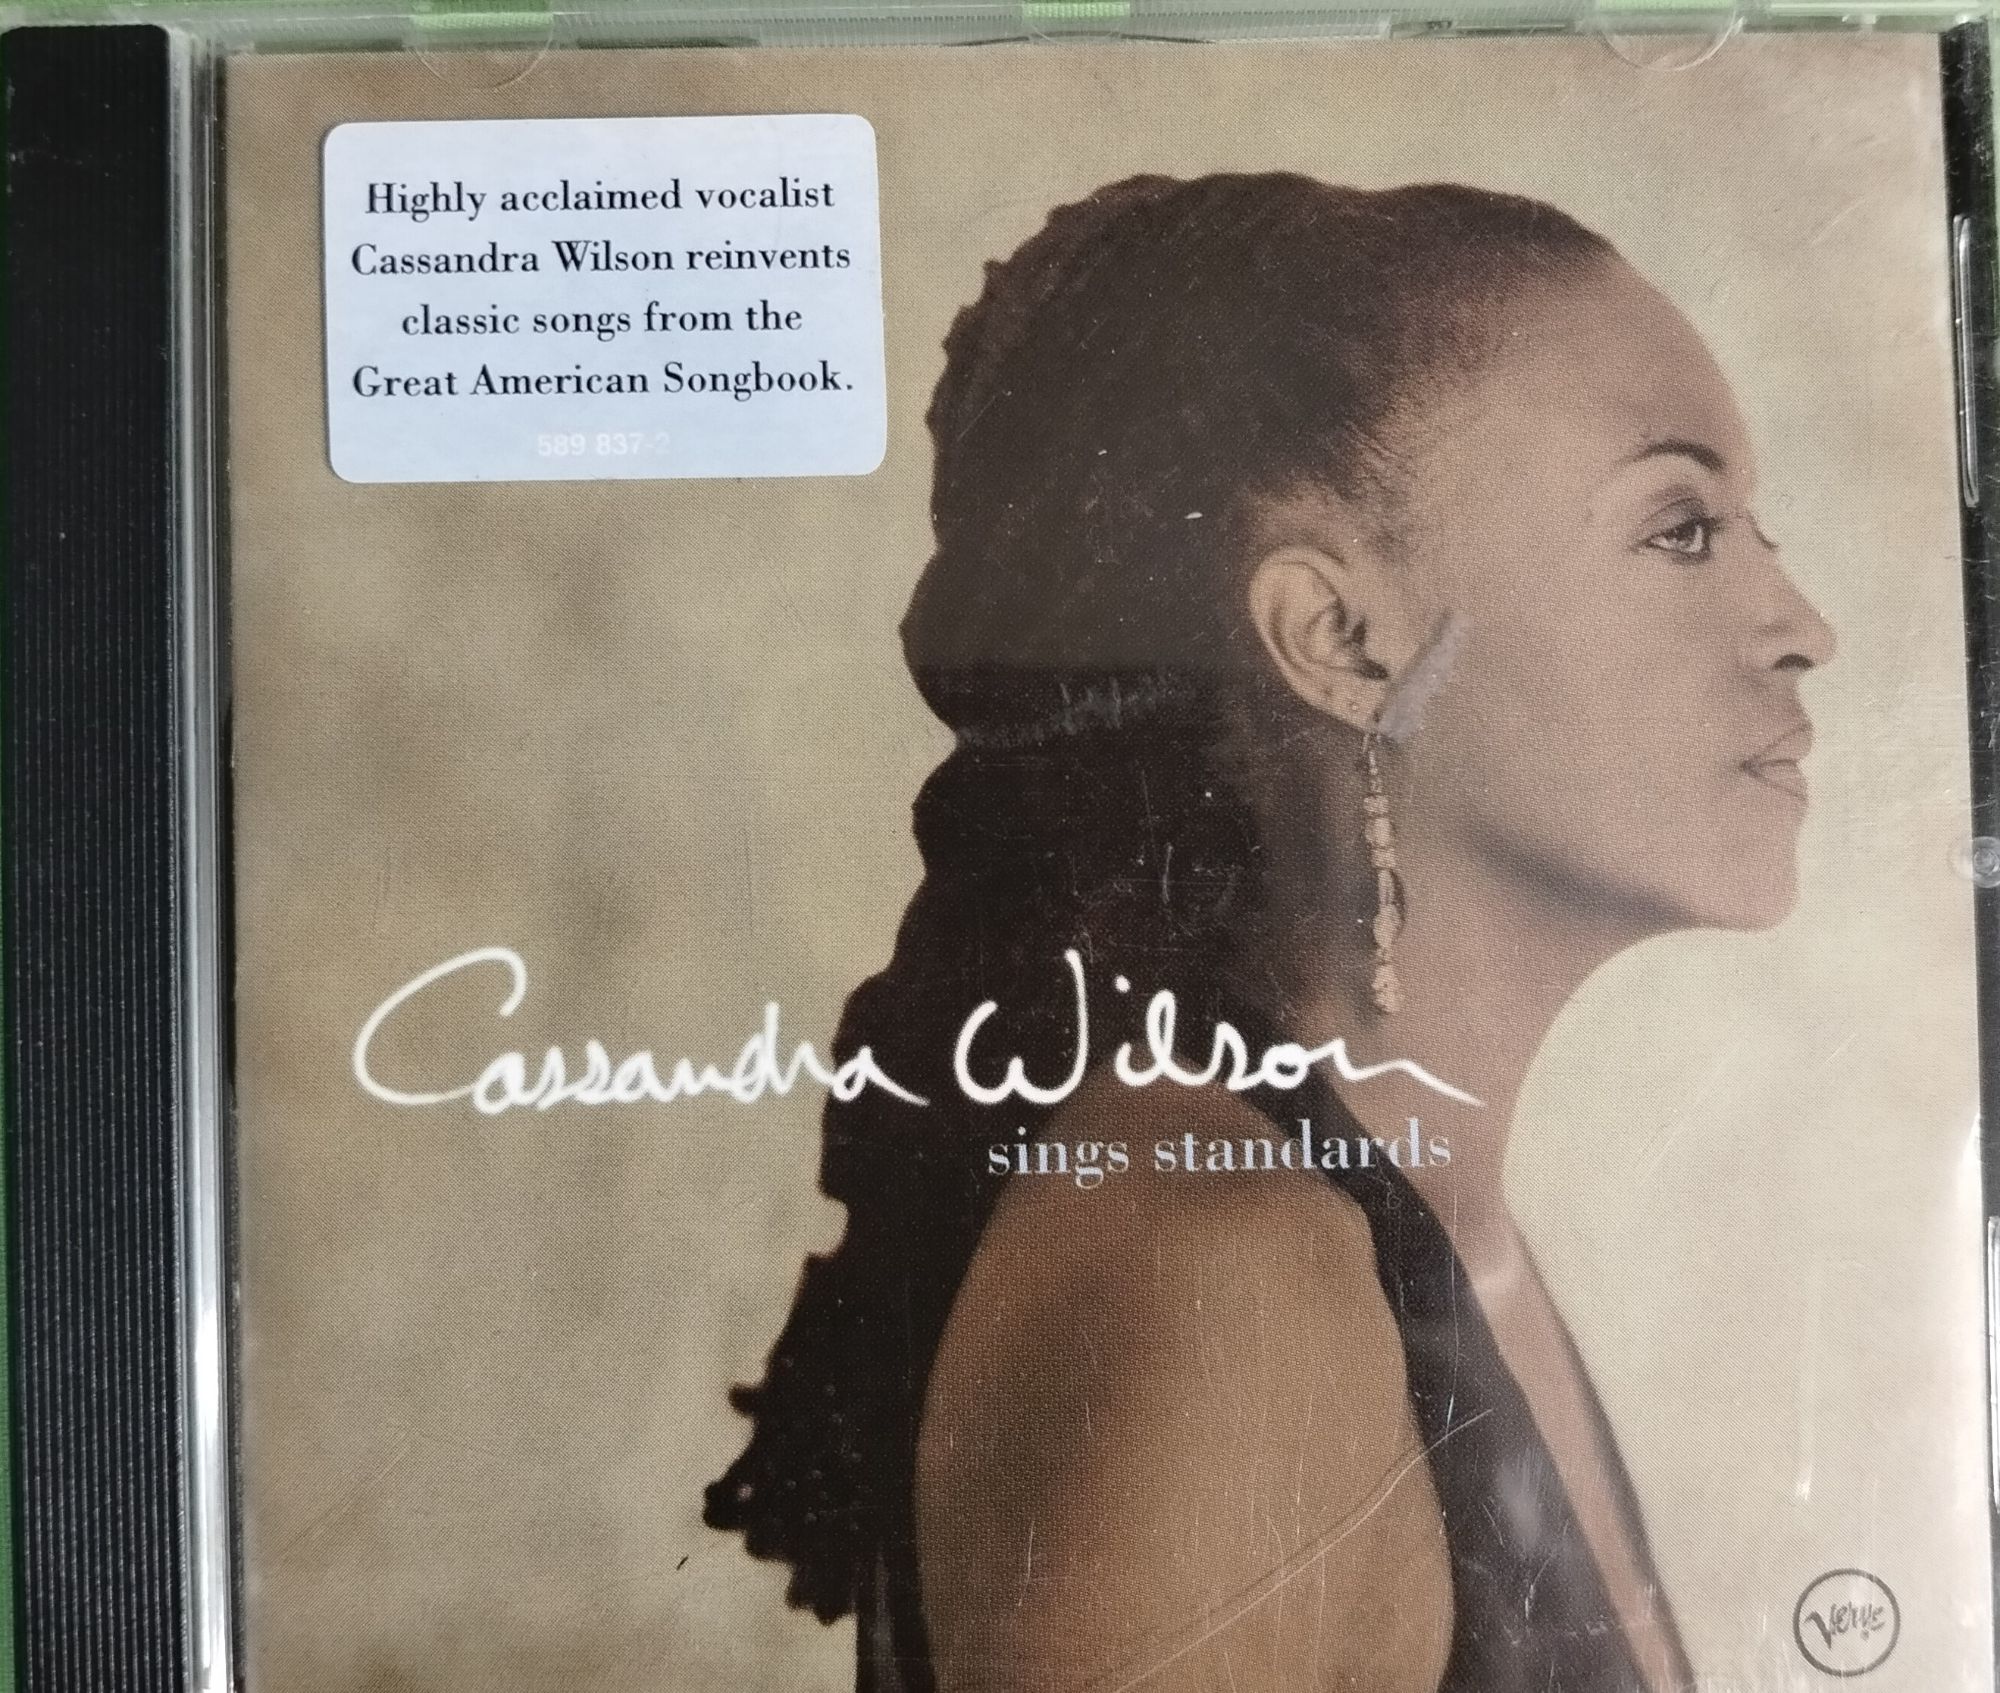 Highly acclaimed vocalist
Cassandra Wilson reinvents
classic songs from the
Great American Songbook.
589 837-2
Cassandra Wilson
sings standards
Verve